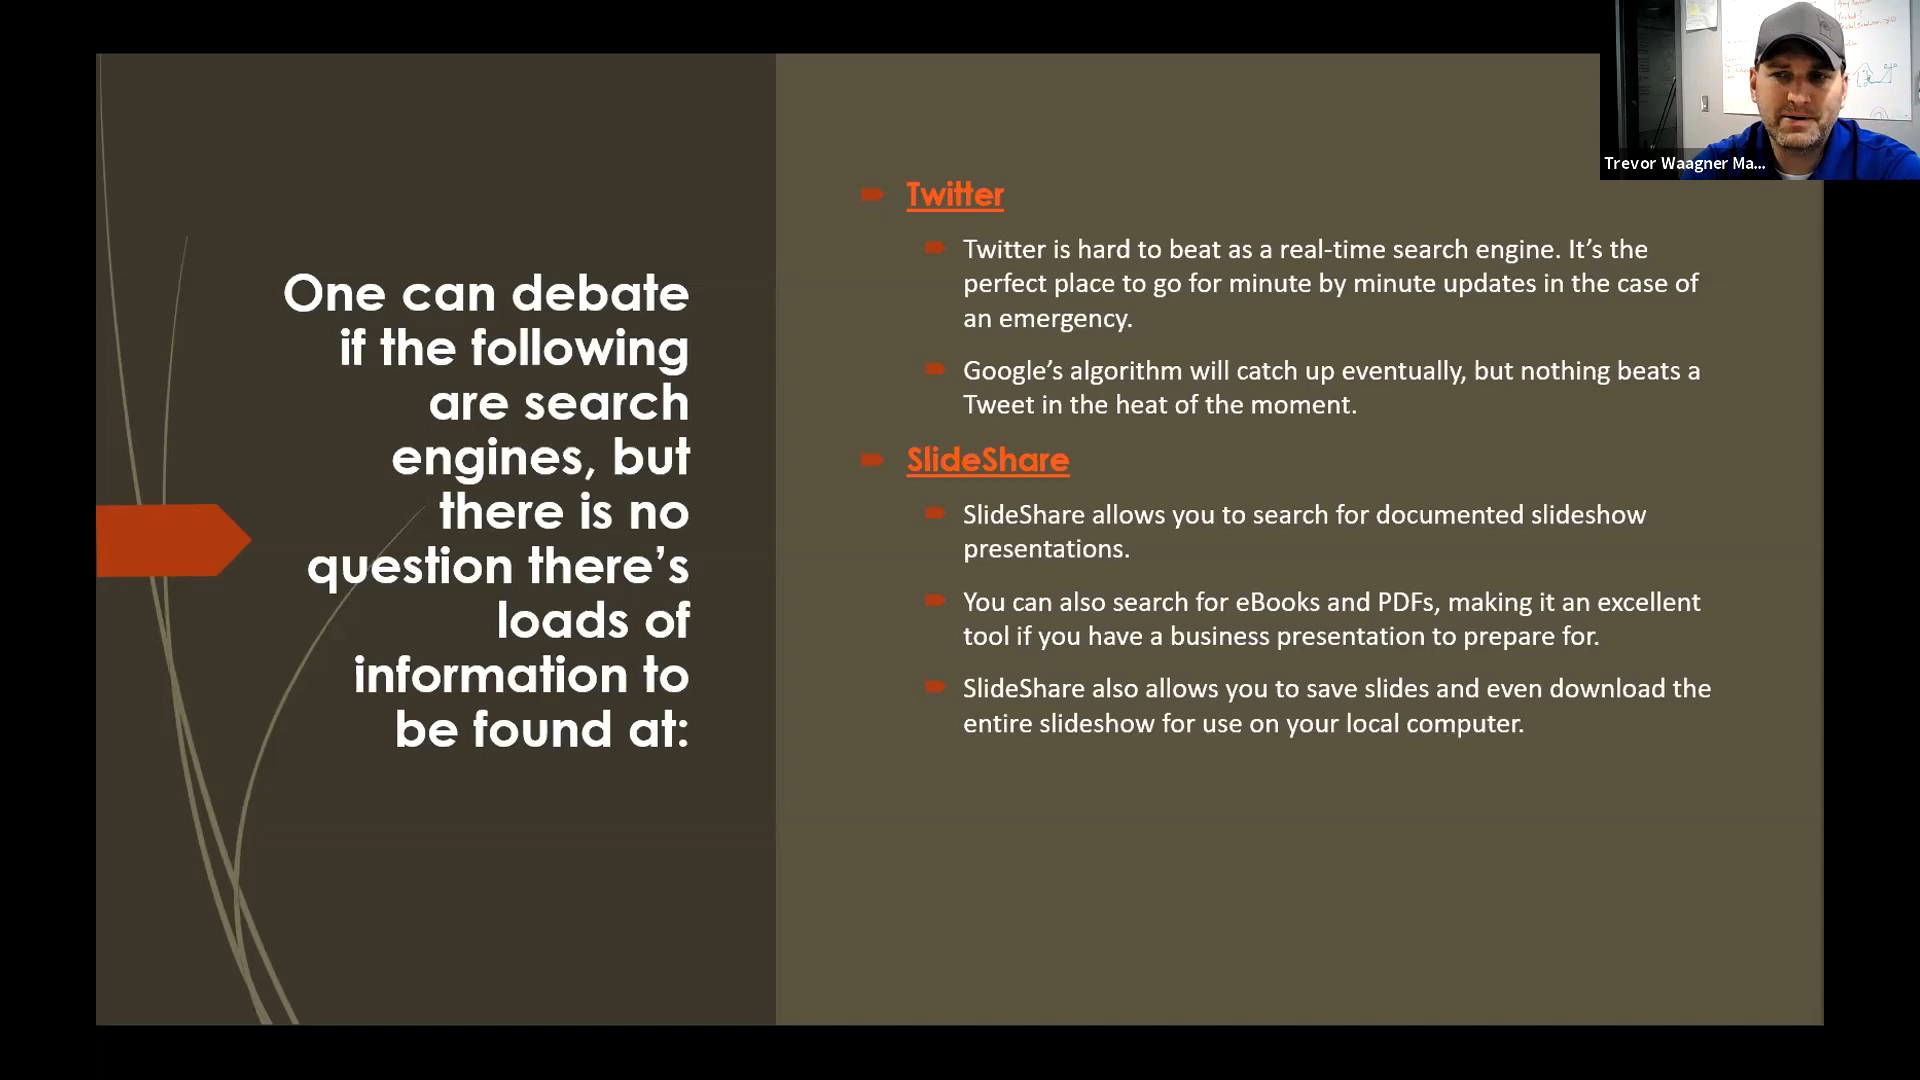 One can debate
if the following
are search
engines, but
there is no
question there’s
loads of
information to
be found at:
Twitter
Twitter is hard to beat as a real-time search engine. It’s the
perfect place to go for minute by minute updates in the case of
an emergency.
Google’s algorithm will catch up eventually, but nothing beats a
Tweet in the heat of the moment.
SlideShare
SlideShare allows you to search for documented slideshow
presentations.
You can also search for eBooks and PDFs, making it an excellent
tool if you have a business presentation to prepare for.
SlideShare also allows you to save slides and even download the
entire slideshow for use on your local computer.
Trevor Waagner Ma...